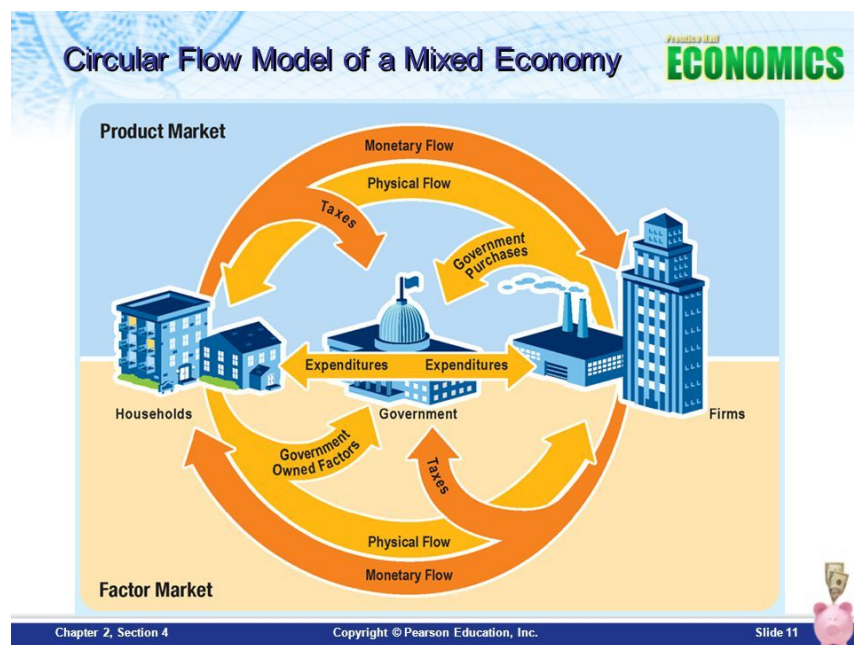 Circular Flow Model of a Mixed Economy
Prentice Hall
ECONOMICS
Product Market
Monetary Flow
Physical Flow
Taxes
Government
Purchases
Expenditures
Expenditures
Households
Government
Firms
Government
Owned Factors
Taxes
Physical Flow
Monetary Flow
Factor Market
Chapter 2, Section 4
Copyright © Pearson Education, Inc.
Slide 11